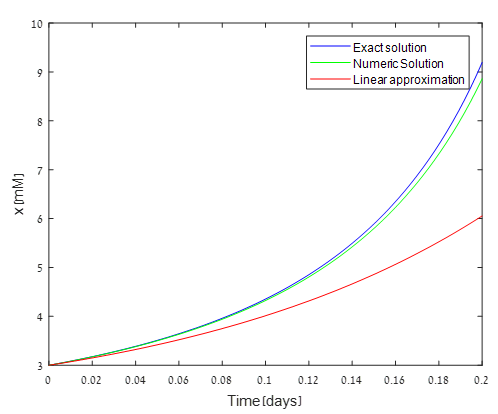 10
9
8
7
6
5
4
3
x [mM]
Exact solution
Numeric Solution
Linear approximation
0 0.02 0.04 0.06 0.08 0.1 0.12 0.14 0.16 0.18 0.2
Time [days]